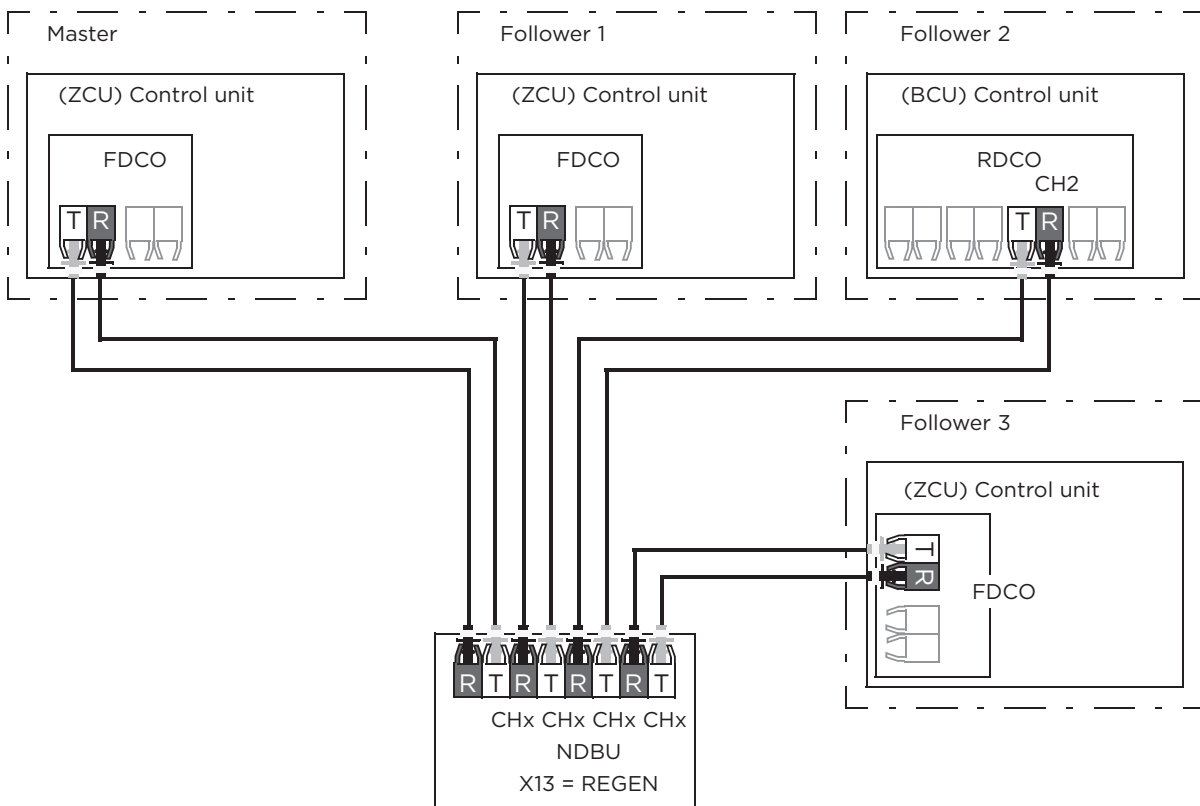 Master
(ZCU) Control unit
FDCO
T R
Follower 1
(ZCU) Control unit
FDCO
T R
Follower 2
(BCU) Control unit
RDCO
CH2
T R
Follower 3
(ZCU) Control unit
T
R
FDCO
R T R T R T R T
CHx CHx CHx CHx
NDBU
X13 = REGEN